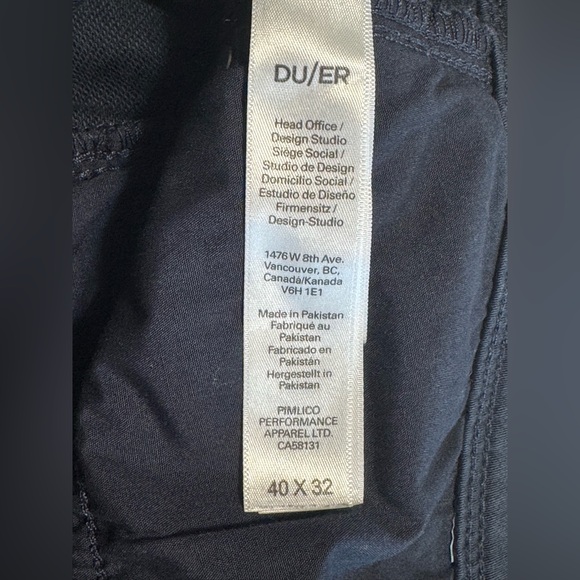 DU/ER
Head Office /
Design Studio
Siège Social /
Studio de Design
Domicilio Social /
Estudio de Diseño
Firmensitz /
Design-Studio
1476 W 8th Ave.
Vancouver, BC,
Canadá/Kanada
V6H 1E1
Made in Pakistan
Fabriqué au
Pakistan
Fabricado en
Pakistán
Hergestellt in
Pakistan
PIMLICO
PERFORMANCE
APPAREL LTD.
CA58131
40 X 32